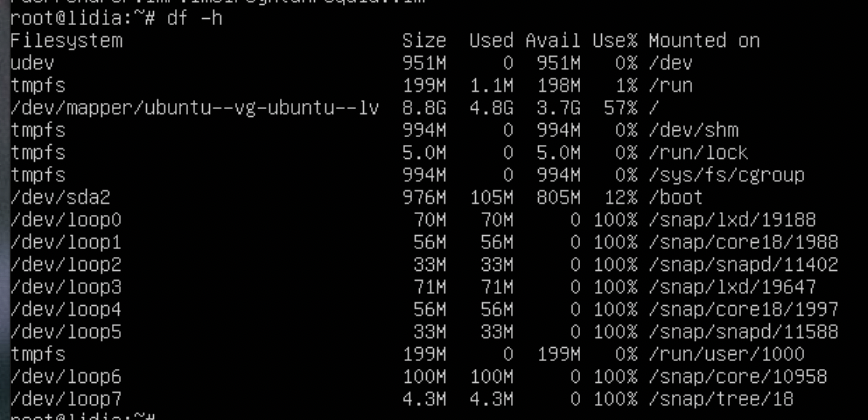 root@lidia:~# df -h
Filesystem Size Used Avail Use% Mounted on
udev 951M 0 951M 0% /dev
tmpfs 199M 1.1M 198M 1% /run
/dev/mapper/ubuntu--vg-ubuntu--lv 8.8G 4.8G 3.7G 57% /
tmpfs 994M 0 994M 0% /dev/shm
tmpfs 5.0M 0 5.0M 0% /run/lock
tmpfs 994M 0 994M 0% /sys/fs/cgroup
/dev/sda2 976M 105M 805M 12% /boot
/dev/loop0 70M 70M 0 100% /snap/lxd/19188
/dev/loop1 56M 56M 0 100% /snap/core18/1988
/dev/loop2 33M 33M 0 100% /snap/snapd/11402
/dev/loop3 71M 71M 0 100% /snap/lxd/19647
/dev/loop4 56M 56M 0 100% /snap/core18/1997
/dev/loop5 33M 33M 0 100% /snap/snapd/11588
tmpfs 199M 0 199M 0% /run/user/1000
/dev/loop6 100M 100M 0 100% /snap/core/10958
/dev/loop7 4.3M 4.3M 0 100% /snap/tree/18
root@lidia:~#